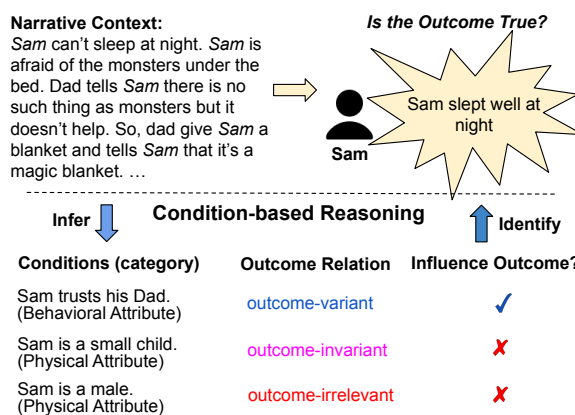 Narrative Context:
Sam can't sleep at night. Sam is
afraid of the monsters under the
bed. Dad tells Sam there is no
such thing as monsters but it
doesn't help. So, dad give Sam a
blanket and tells Sam that it's a
magic blanket. …
Is the Outcome True?
Sam slept well at
night
Sam
Infer
Condition-based Reasoning
Identify
Conditions (category)
Outcome Relation
Influence Outcome?
Sam trusts his Dad.
(Behavioral Attribute)
outcome-variant
Sam is a small child.
(Physical Attribute)
outcome-invariant
Sam is a male.
(Physical Attribute)
outcome-irrelevant